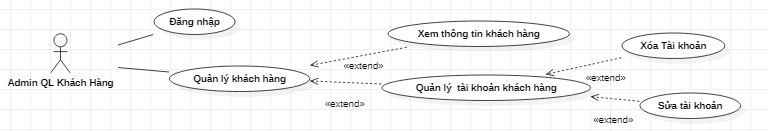 Đăng nhập
Xem thông tin khách hàng
Xóa Tài khoản
«extend»
Admin QL Khách Hàng
Quản lý khách hàng
«extend»
Quản lý  tài khoản khách hàng
«extend»
Sửa tài khoản
«extend»